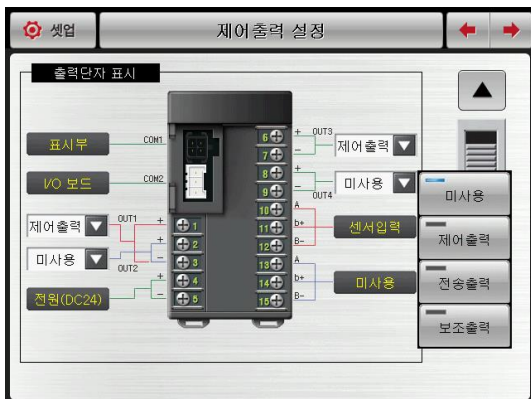 셋업
제어출력 설정
출력단자 표시
표시부
COM1
I/O 보드
COM2
제어출력
OUT1
미사용
OUT2
전원(DC24)
+
+
-
+
-
1
2
3
4
5
6
7
8
9
10
11
12
13
14
15
+
-
+
-
A
b+
B-
A
b+
B-
OUT3
제어출력
미사용
OUT4
센서입력
미사용
미사용
제어출력
전송출력
보조출력